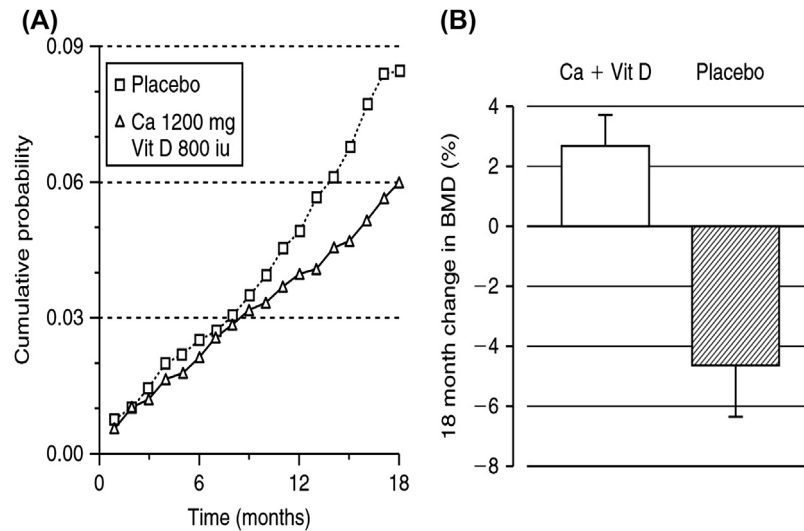 (A)
0.09
0.06
0.03
0.00
Cumulative probability
Placebo
Ca 1200 mg
Vit D 800 iu
0 6 12 18
Time (months)
(B)
Ca + Vit D Placebo
4
2
0
−2
−4
−6
−8
18 month change in BMD (%)